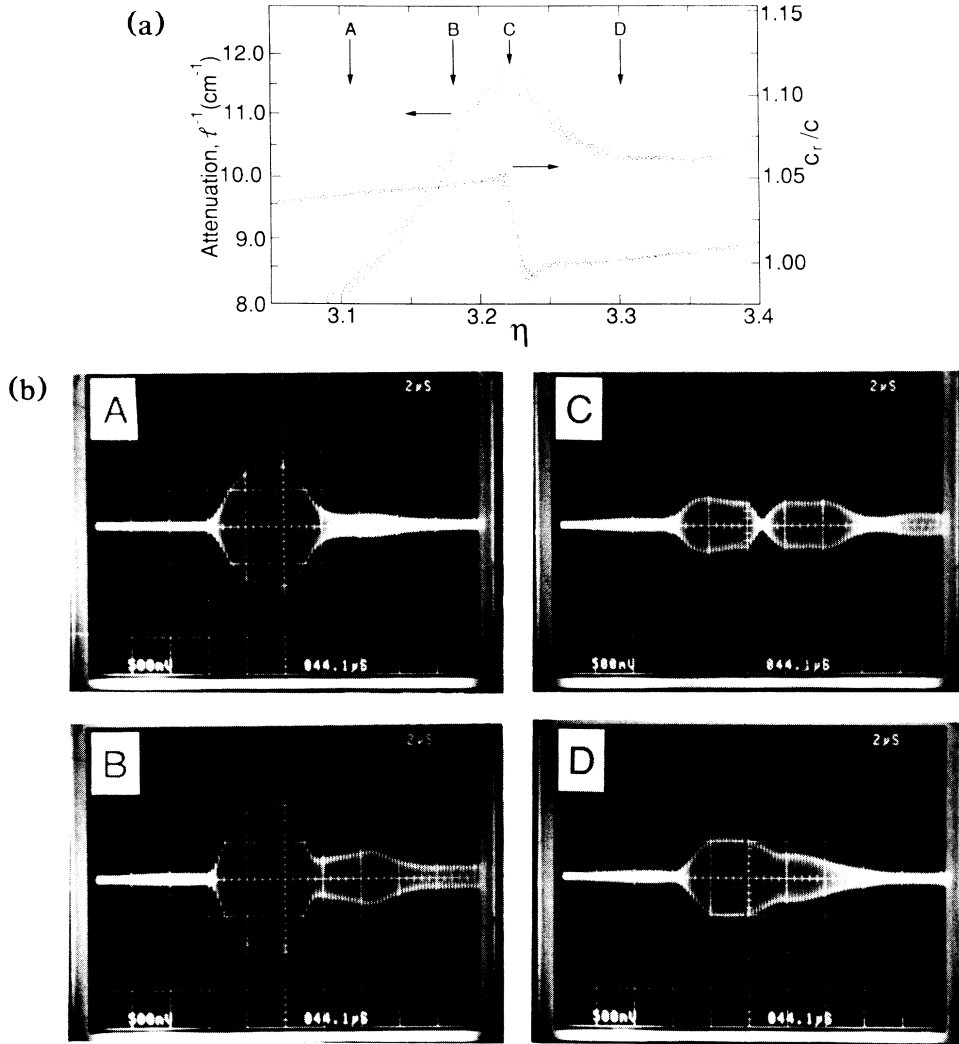 (a)
A B C D
1.15
12.0
11.0
10.0
9.0
8.0
Attenuation, ℓ⁻¹(cm⁻¹)
1.10
1.05
1.00
Cr/C
3.1 3.2 3.3 3.4
η
(b)
A
2µS
500mV 044.1µS
C
2µS
500mV 044.1µS
B
2µS
500mV 044.1µS
D
2µS
500mV 044.1µS